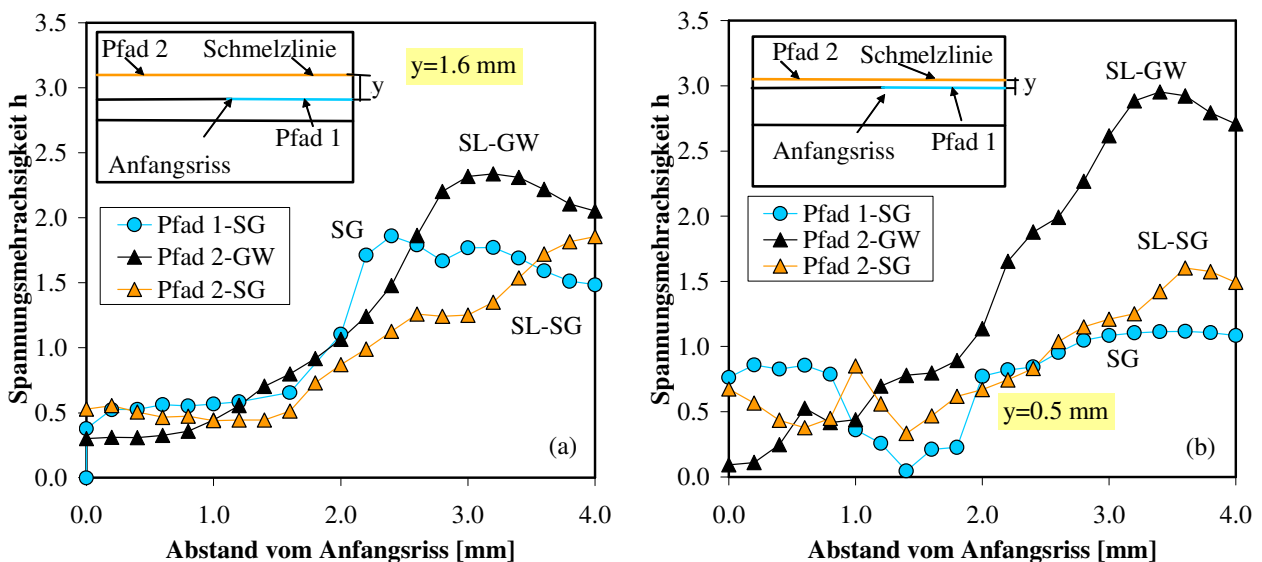 Spannungsmehrachsigkeit h
3.5
3.0
2.5
2.0
1.5
1.0
0.5
0.0
0.0
1.0
2.0
3.0
4.0
Abstand vom Anfangsriss [mm]
Pfad 2
Schmelzlinie
y
Pfad 1
Anfangsriss
y=1.6 mm
Pfad 1-SG
Pfad 2-GW
Pfad 2-SG
SL-GW
SG
SL-SG
(a)
Spannungsmehrachsigkeit h
3.5
3.0
2.5
2.0
1.5
1.0
0.5
0.0
0.0
1.0
2.0
3.0
4.0
Abstand vom Anfangsriss [mm]
Pfad 2
Schmelzlinie
y
Pfad 1
Anfangsriss
Pfad 1-SG
Pfad 2-GW
Pfad 2-SG
SL-GW
SL-SG
SG
y=0.5 mm
(b)